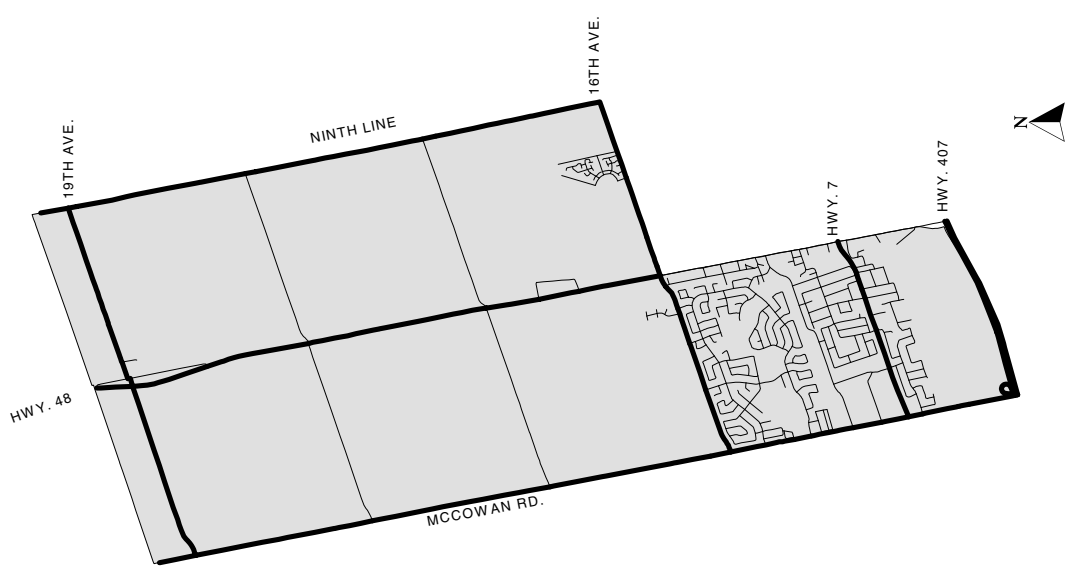 16TH AVE.
N
NINTH LINE
19TH AVE.
HWY. 407
HWY. 7
HWY. 48
MCCOWAN RD.